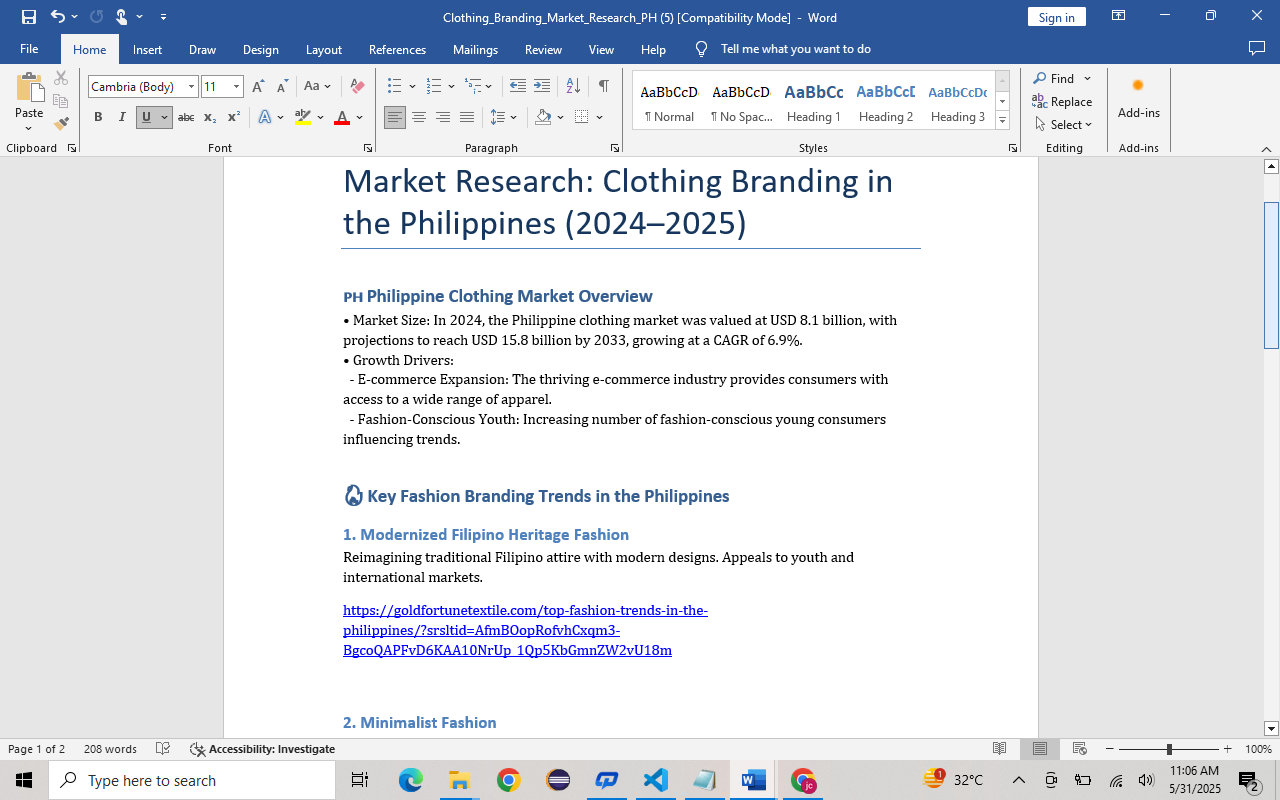 Clothing_Branding_Market_Research_PH (5) [Compatibility Mode] - Word
Sign in
File Home Insert Draw Design Layout References Mailings Review View Help Tell me what you want to do
Paste
Clipboard
Cambria (Body) 11
Aa
B I U abc x₂ x² A ab A
Font
Paragraph
AaBbCcD AaBbCcD AaBbCc AaBbCcD AaBbCcDc
¶ Normal ¶ No Spac... Heading 1 Heading 2 Heading 3
Styles
Find
Replace
Select
Editing
Add-ins
Add-ins
Market Research: Clothing Branding in
the Philippines (2024–2025)
PH Philippine Clothing Market Overview
• Market Size: In 2024, the Philippine clothing market was valued at USD 8.1 billion, with
projections to reach USD 15.8 billion by 2033, growing at a CAGR of 6.9%.
• Growth Drivers:
- E-commerce Expansion: The thriving e-commerce industry provides consumers with
access to a wide range of apparel.
- Fashion-Conscious Youth: Increasing number of fashion-conscious young consumers
influencing trends.
Key Fashion Branding Trends in the Philippines
1. Modernized Filipino Heritage Fashion
Reimagining traditional Filipino attire with modern designs. Appeals to youth and
international markets.
https://goldfortunetextile.com/top-fashion-trends-in-the-
philippines/?srsltid=AfmBOopRofvhCxqm3-
BgcoQAPFvD6KAA10NrUp_1Qp5KbGmnZW2vU18m
2. Minimalist Fashion
Page 1 of 2 208 words Accessibility: Investigate 100%
Type here to search
jc
1
32°C
11:06 AM
5/31/2025
2